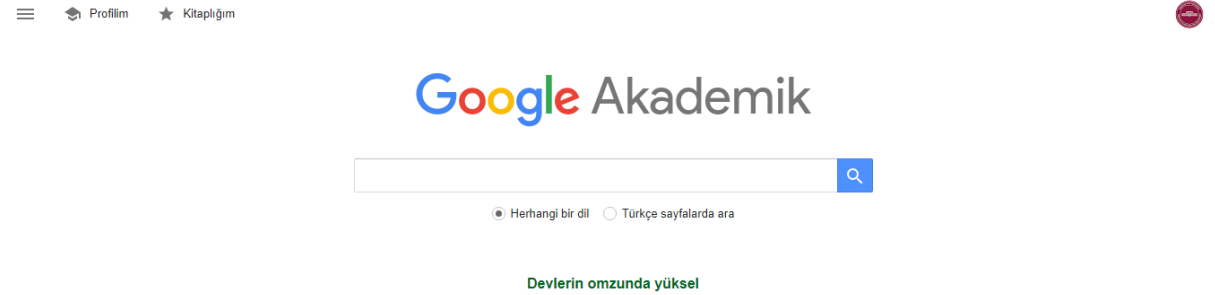 Profilim Kitaplığım
Google Akademik
Herhangi bir dil Türkçe sayfalarda ara
Devlerin omzunda yüksel